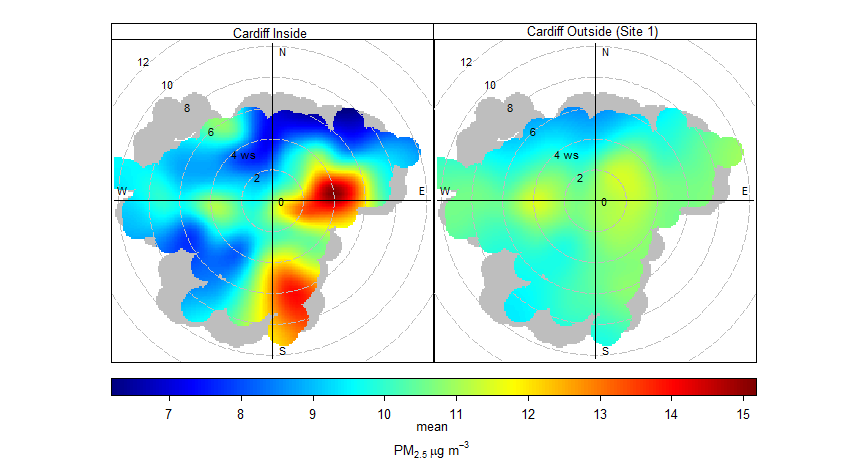 Cardiff Inside
Cardiff Outside (Site 1)
N
12
10
8
6
4 ws
2
0
W
E
S
N
12
10
8
6
4 ws
2
0
W
E
S
7 8 9 10 11 12 13 14 15
mean
PM2.5 µg m−3